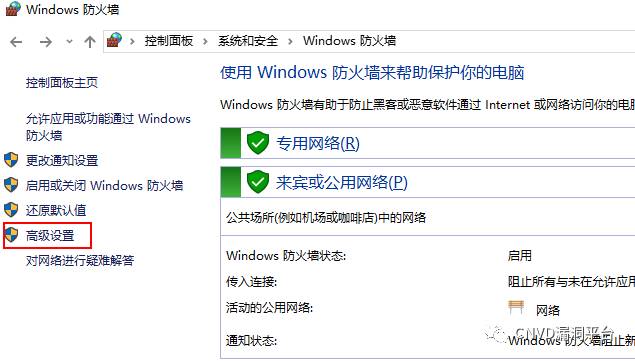 Windows 防火墙
控制面板 > 系统和安全 > Windows 防火墙
控制面板主页
允许应用或功能通过 Windows
防火墙
更改通知设置
启用或关闭 Windows 防火墙
还原默认值
高级设置
对网络进行疑难解答
使用 Windows 防火墙来帮助保护你的电脑
Windows 防火墙有助于防止黑客或恶意软件通过 Internet 或网络访问你的电脑
专用网络(R)
来宾或公用网络(P)
公共场所(例如机场或咖啡店)中的网络
Windows 防火墙状态: 启用
传入连接: 阻止所有与未在允许应用
活动的公用网络: 网络
通知状态: Windows 防火墙阻止新
CNVD漏洞平台